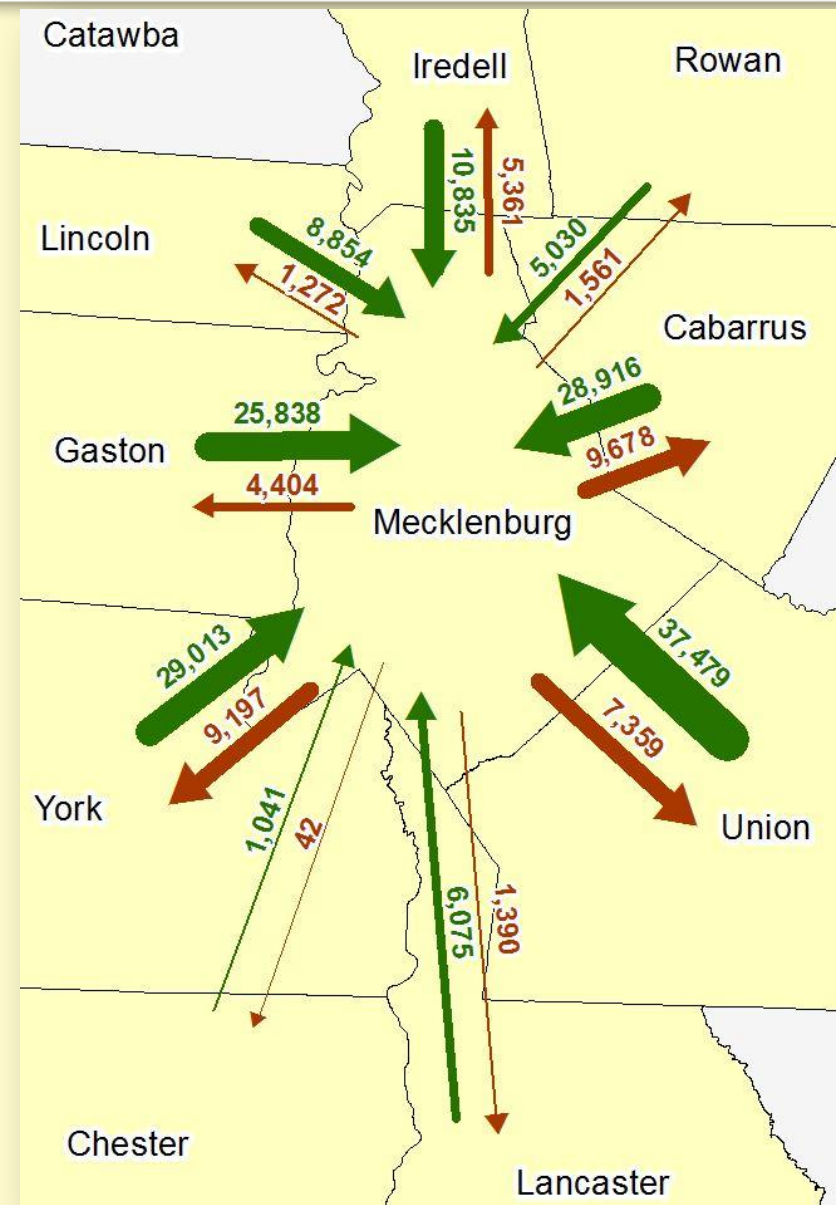 Catawba
Iredell
Rowan
10,835
5,361
Lincoln
8,854
1,272
5,030
1,561
Cabarrus
28,916
9,678
25,838
Gaston
4,404
Mecklenburg
29,013
9,197
37,479
7,359
York
1,041
42
Union
6,075
1,390
Chester
Lancaster